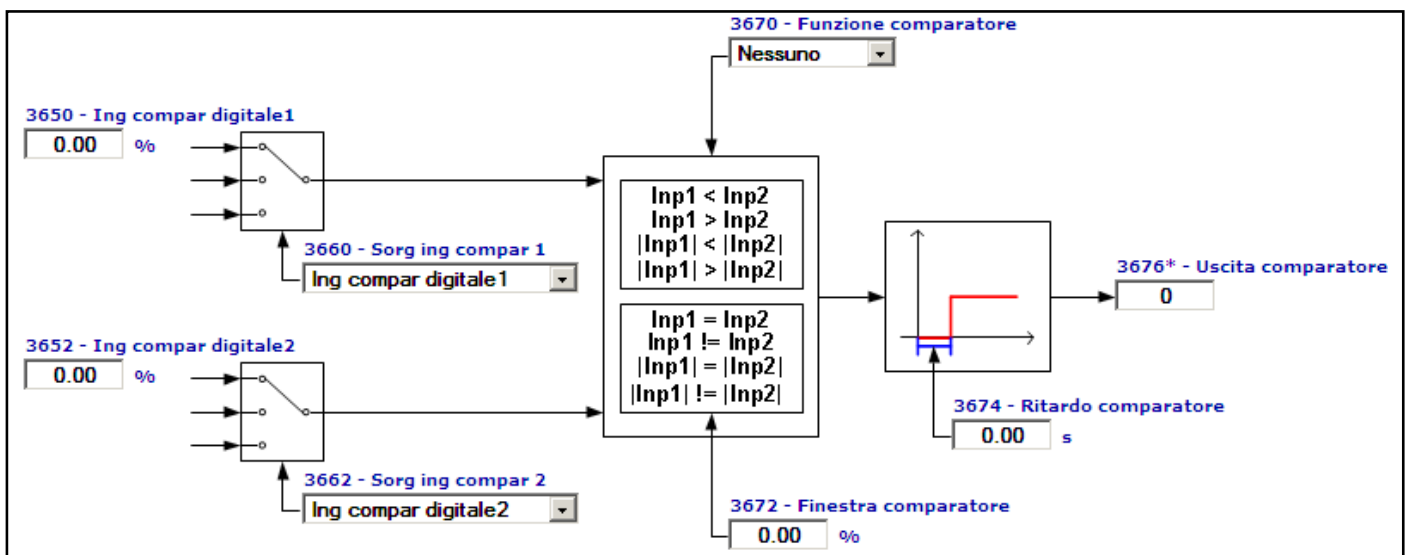 3670 - Funzione comparatore
Nessuno
3650 - Ing compar digitale1
0.00 %
3660 - Sorg ing compar 1
Ing compar digitale1
Inp1 < Inp2
Inp1 > Inp2
|Inp1| < |Inp2|
|Inp1| > |Inp2|
Inp1 = Inp2
Inp1 != Inp2
|Inp1| = |Inp2|
|Inp1| != |Inp2|
3676* - Uscita comparatore
0
3652 - Ing compar digitale2
0.00 %
3674 - Ritardo comparatore
0.00 s
3662 - Sorg ing compar 2
Ing compar digitale2
3672 - Finestra comparatore
0.00 %